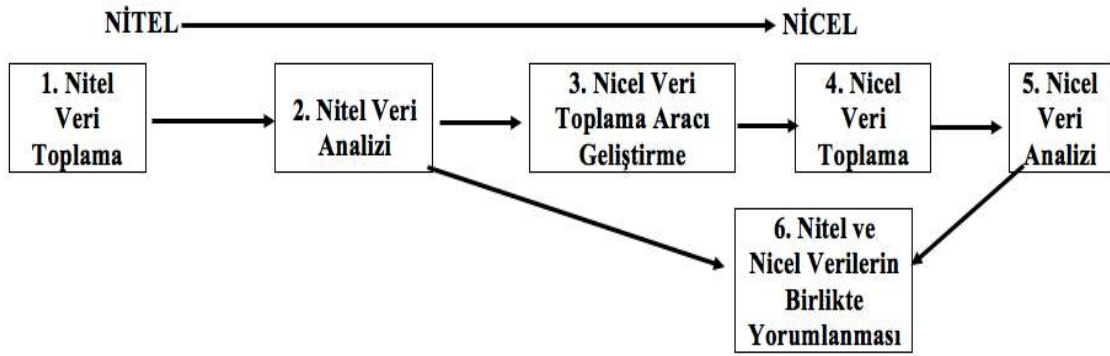 NİTEL
NİCEL
1. Nitel
Veri
Toplama
2. Nitel Veri
Analizi
3. Nicel Veri
Toplama Aracı
Geliştirme
4. Nicel
Veri
Toplama
5. Nicel
Veri
Analizi
6. Nitel ve
Nicel Verilerin
Birlikte
Yorumlanması